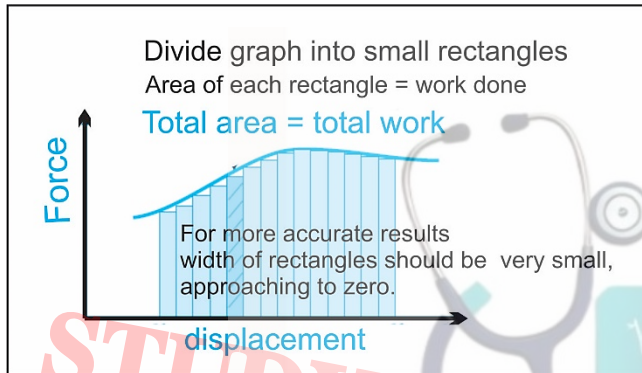 Divide graph into small rectangles
Area of each rectangle = work done
Total area = total work
Force
For more accurate results
width of rectangles should be very small,
approaching to zero.
displacement